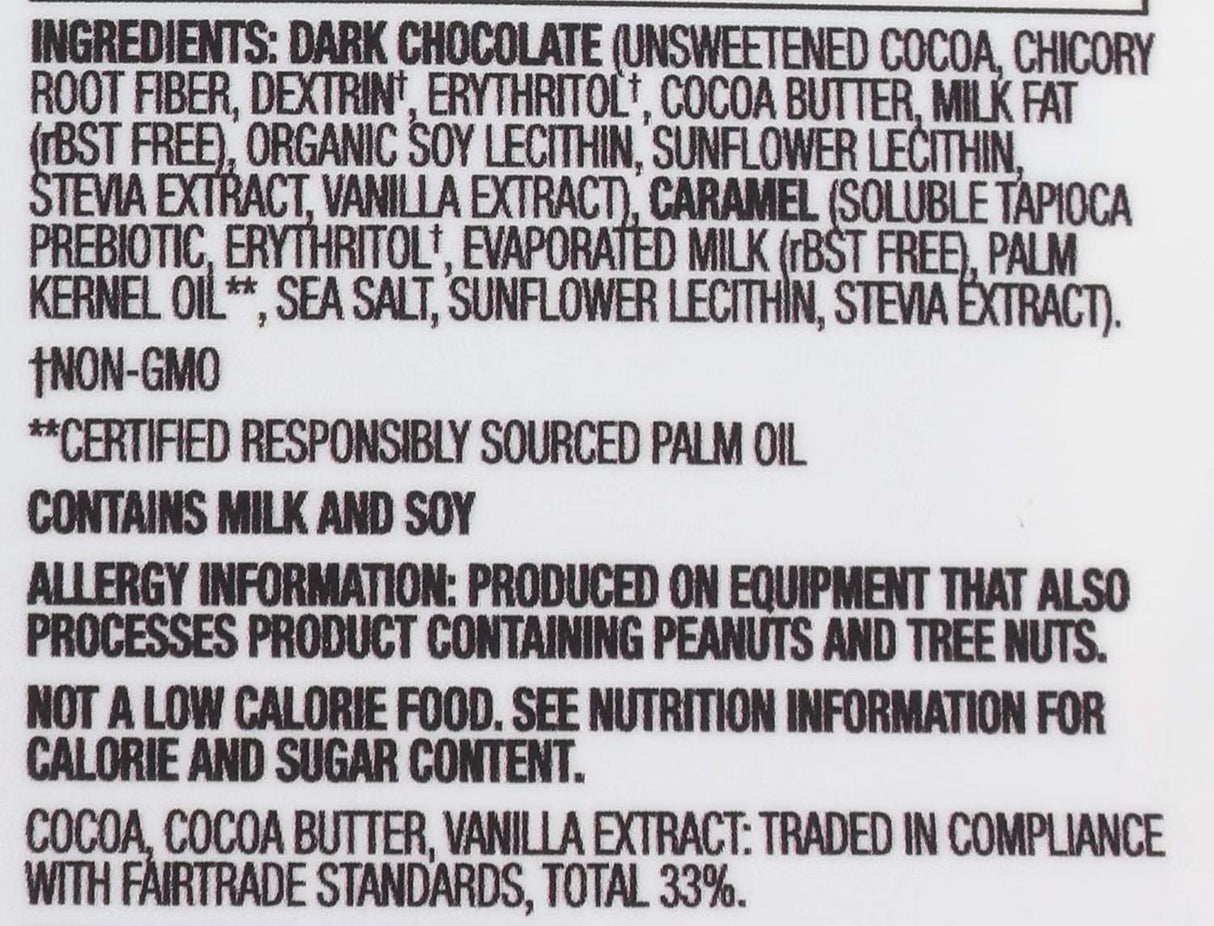 INGREDIENTS: DARK CHOCOLATE (UNSWEETENED COCOA, CHICORY
ROOT FIBER, DEXTRIN†, ERYTHRITOL†, COCOA BUTTER, MILK FAT
(rBST FREE), ORGANIC SOY LECITHIN, SUNFLOWER LECITHIN,
STEVIA EXTRACT, VANILLA EXTRACT), CARAMEL (SOLUBLE TAPIOCA
PREBIOTIC, ERYTHRITOL†, EVAPORATED MILK (rBST FREE), PALM
KERNEL OIL**, SEA SALT, SUNFLOWER LECITHIN, STEVIA EXTRACT).
†NON-GMO
**CERTIFIED RESPONSIBLY SOURCED PALM OIL
CONTAINS MILK AND SOY
ALLERGY INFORMATION: PRODUCED ON EQUIPMENT THAT ALSO
PROCESSES PRODUCT CONTAINING PEANUTS AND TREE NUTS.
NOT A LOW CALORIE FOOD. SEE NUTRITION INFORMATION FOR
CALORIE AND SUGAR CONTENT.
COCOA, COCOA BUTTER, VANILLA EXTRACT: TRADED IN COMPLIANCE
WITH FAIRTRADE STANDARDS, TOTAL 33%.